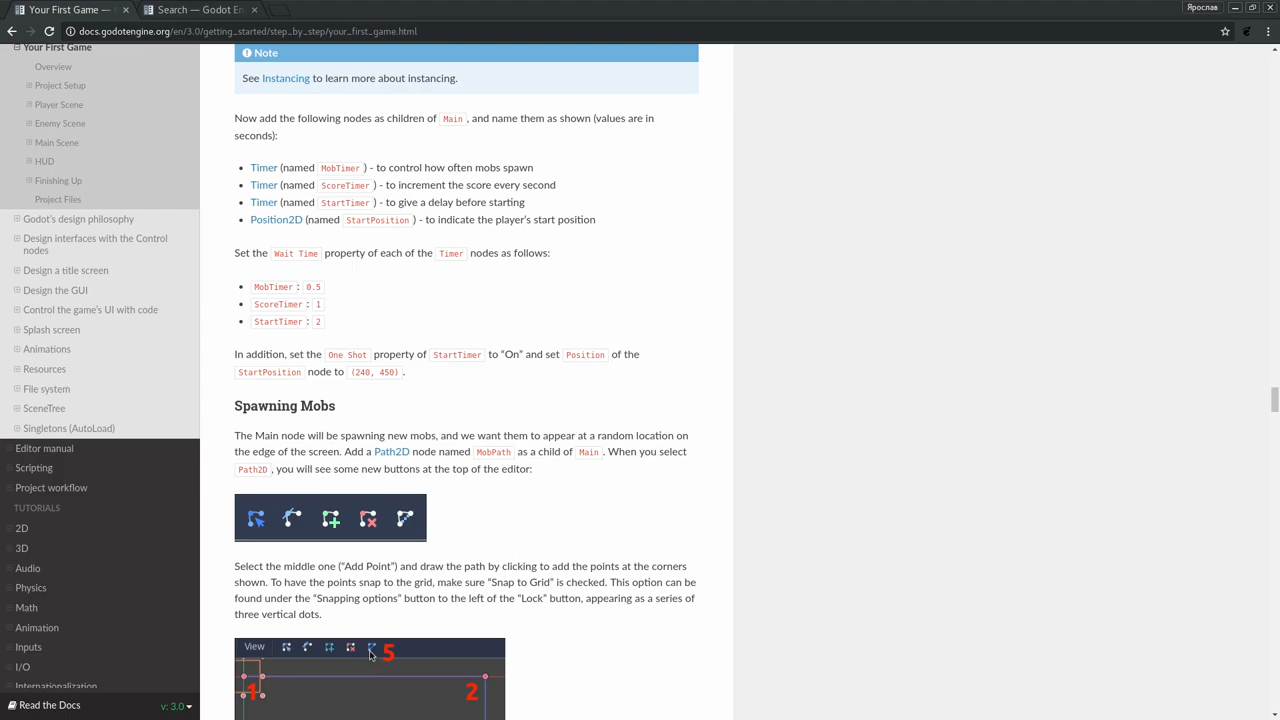 Your First Game —
Search — Godot En
Ярослав
docs.godotengine.org/en/3.0/getting_started/step_by_step/your_first_game.html
Your First Game
Overview
Project Setup
Player Scene
Enemy Scene
Main Scene
HUD
Finishing Up
Project Files
Godot's design philosophy
Design interfaces with the Control
nodes
Design a title screen
Design the GUI
Control the game's UI with code
Splash screen
Animations
Resources
File system
SceneTree
Singletons (AutoLoad)
Editor manual
Scripting
Project workflow
TUTORIALS
2D
3D
Audio
Physics
Math
Animation
Inputs
I/O
Internationalization
Read the Docs
v: 3.0
Note
See Instancing to learn more about instancing.
Now add the following nodes as children of Main , and name them as shown (values are in
seconds):
• Timer (named MobTimer ) - to control how often mobs spawn
• Timer (named ScoreTimer ) - to increment the score every second
• Timer (named StartTimer ) - to give a delay before starting
• Position2D (named StartPosition ) - to indicate the player's start position
Set the Wait Time property of each of the Timer nodes as follows:
• MobTimer : 0.5
• ScoreTimer : 1
• StartTimer : 2
In addition, set the One Shot property of StartTimer to “On” and set Position of the
StartPosition node to (240, 450) .
Spawning Mobs
The Main node will be spawning new mobs, and we want them to appear at a random location on
the edge of the screen. Add a Path2D node named MobPath as a child of Main . When you select
Path2D , you will see some new buttons at the top of the editor:
Select the middle one (“Add Point”) and draw the path by clicking to add the points at the corners
shown. To have the points snap to the grid, make sure “Snap to Grid” is checked. This option can be
found under the “Snapping options” button to the left of the “Lock” button, appearing as a series of
three vertical dots.
View
5
1
2